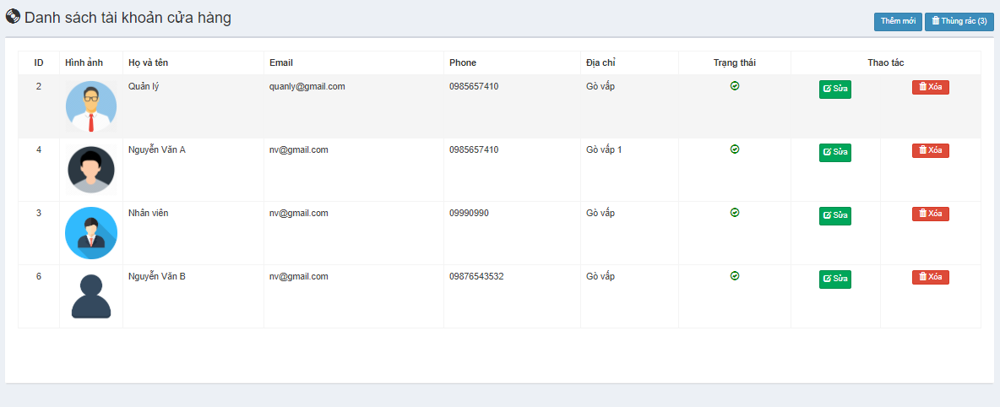 Danh sách tài khoản cửa hàng
Thêm mới Thùng rác (3)
ID Hình ảnh Họ và tên Email Phone Địa chỉ Trạng thái Thao tác
2 Quản lý quanly@gmail.com 0985657410 Gò vấp Sửa Xóa
4 Nguyễn Văn A nv@gmail.com 0985657410 Gò vấp 1 Sửa Xóa
3 Nhân viên nv@gmail.com 09990990 Gò vấp Sửa Xóa
6 Nguyễn Văn B nv@gmail.com 09876543532 Gò vấp Sửa Xóa